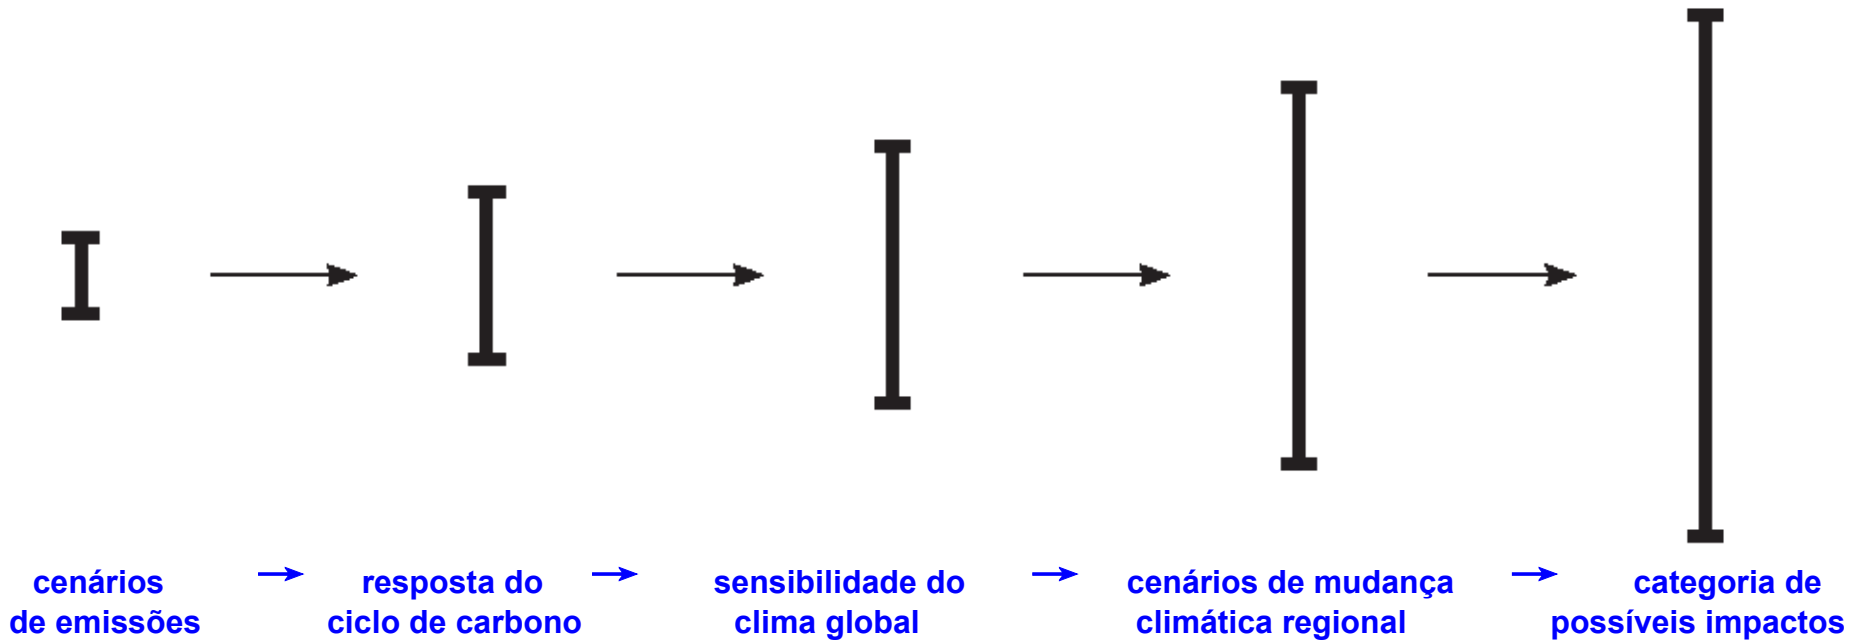 cenários
de emissões
resposta do
ciclo de carbono
sensibilidade do
clima global
cenários de mudança
climática regional
categoria de
possíveis impactos